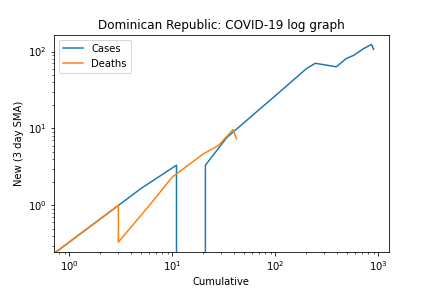 Dominican Republic: COVID-19 log graph
Cases
Deaths
New (3 day SMA)
10²
10¹
10⁰
10⁰ 10¹ 10² 10³
Cumulative